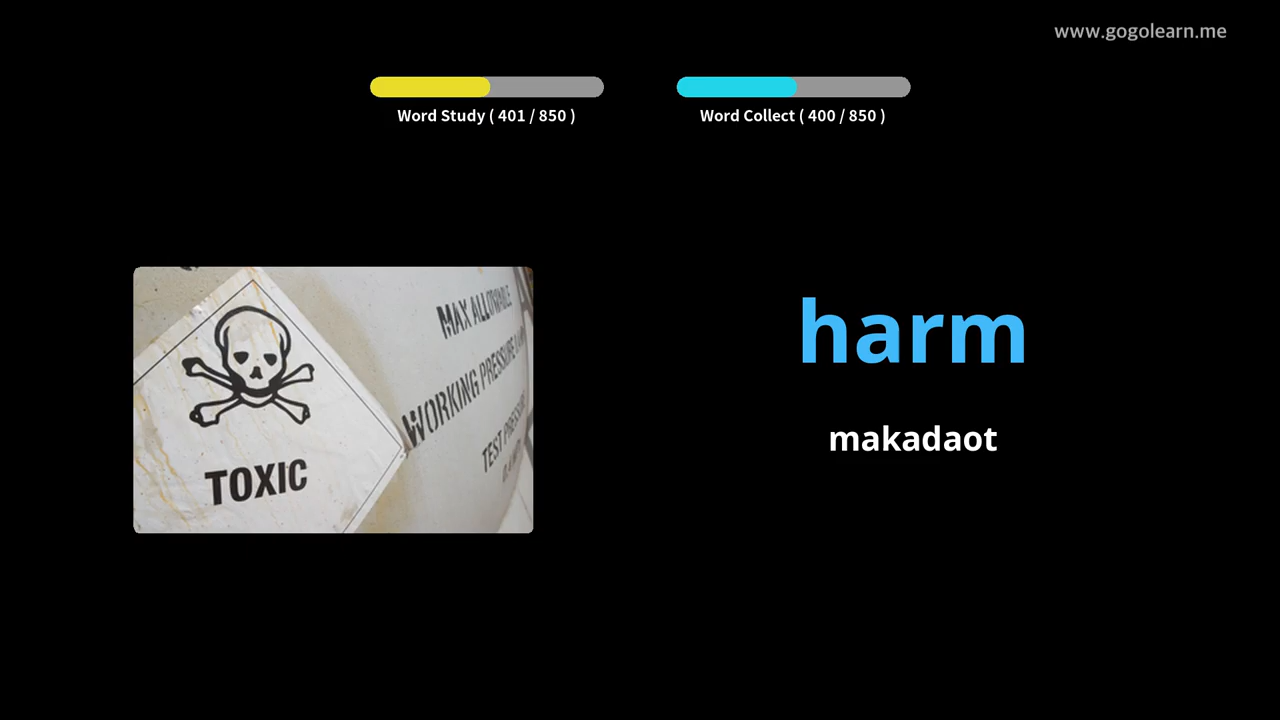 www.gogolearn.me
Word Study ( 401 / 850 )
Word Collect ( 400 / 850 )
MAX ALLOWABLE
WORKING PRESSURE
TEST PRESSURE
TOXIC
harm
makadaot